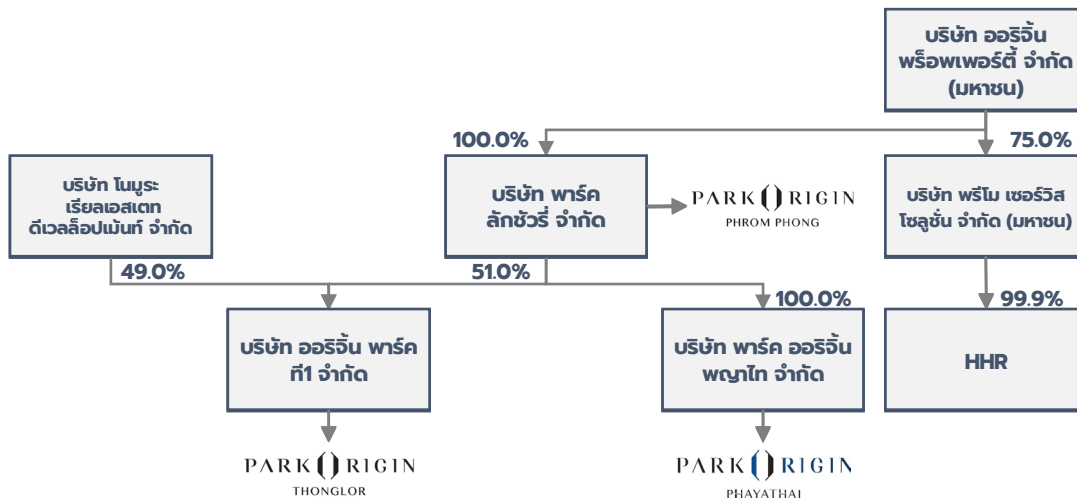 บริษัท ออริจิ้น
พร็อพเพอร์ตี้ จำกัด
(มหาชน)
100.0%
75.0%
บริษัท โนมูระ
เรียลเอสเตท
ดีเวลล็อปเม้นท์ จำกัด
บริษัท พาร์ค
ลักชัวรี่ จำกัด
PARK ORIGIN
PHROM PHONG
บริษัท พรีโม เซอร์วิส
โซลูชั่น จำกัด (มหาชน)
49.0%
51.0%
100.0%
99.9%
บริษัท ออริจิ้น พาร์ค
ที1 จำกัด
บริษัท พาร์ค ออริจิ้น
พญาไท จำกัด
HHR
PARK ORIGIN
THONGLOR
PARK ORIGIN
PHAYATHAI